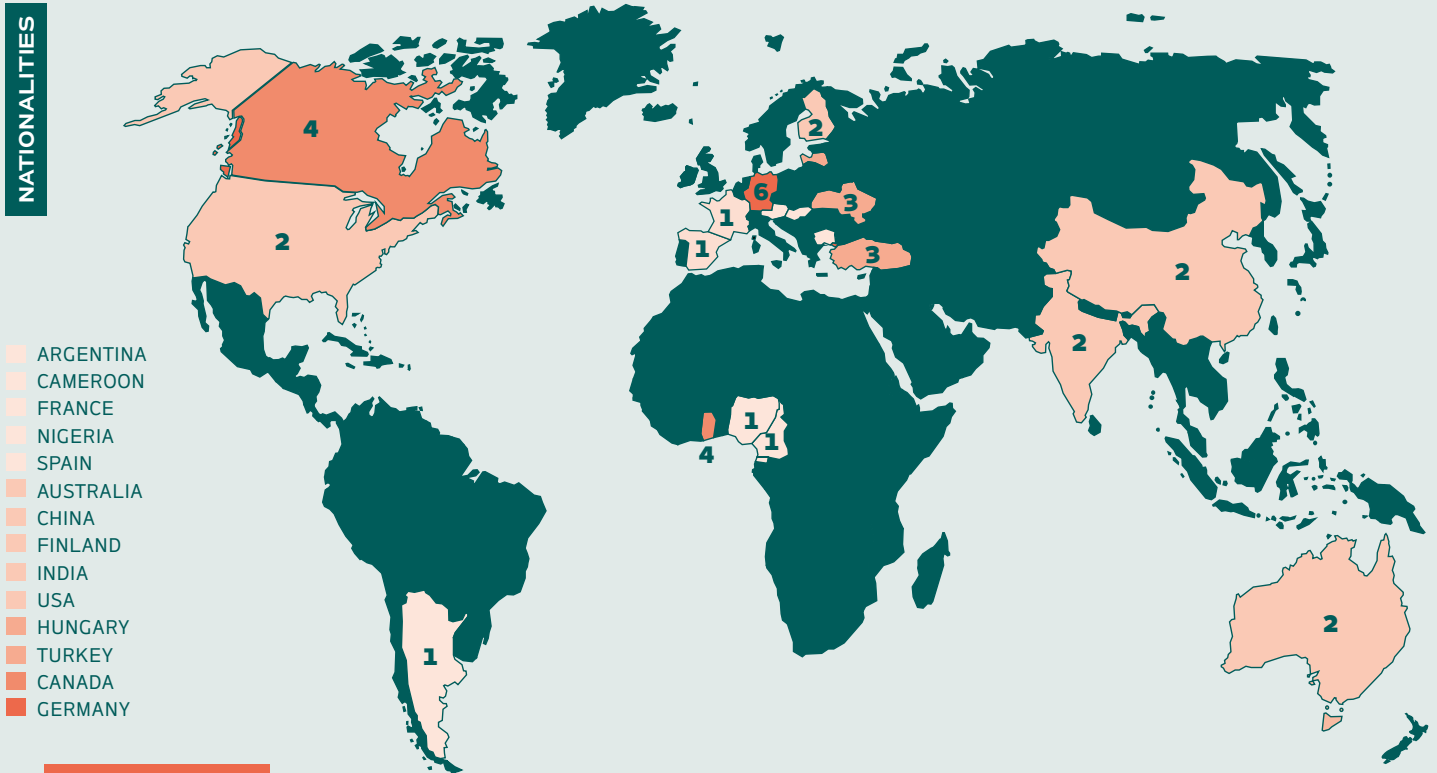 NATIONALITIES
4
2
2
6
3
1
1
3
2
2
1
1
4
2
1
ARGENTINA
CAMEROON
FRANCE
NIGERIA
SPAIN
AUSTRALIA
CHINA
FINLAND
INDIA
USA
HUNGARY
TURKEY
CANADA
GERMANY